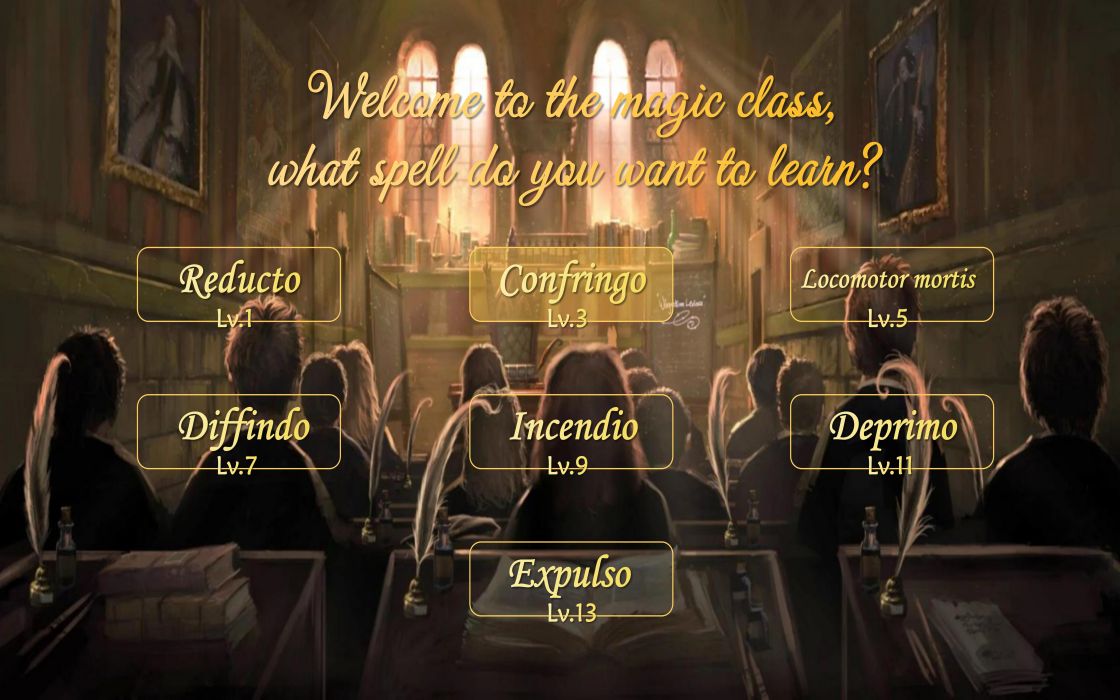 Welcome to the magic class,
what spell do you want to learn?
Reducto
Lv.1
Confringo
Lv.3
Locomotor mortis
Lv.5
Diffindo
Lv.7
Incendio
Lv.9
Deprimo
Lv.11
Expulso
Lv.13